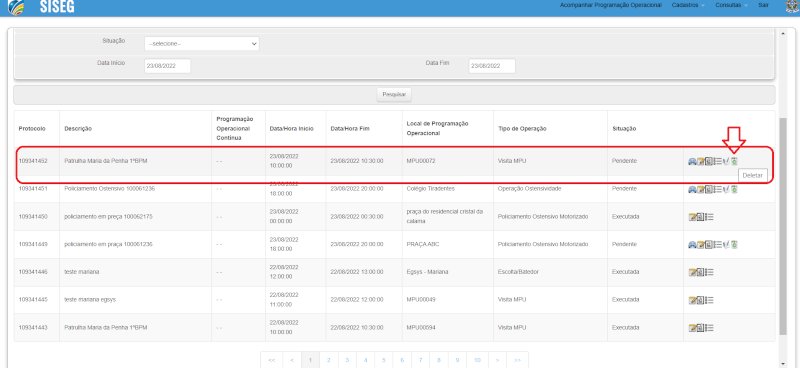 SISEG
Acompanhar Programação Operacional Cadastros Consultas Sair
Situação --selecione--
Data Início 23/08/2022 Data Fim 23/08/2022
Pesquisar
Protocolo Descrição Programação Operacional Contínua Data/Hora Início Data/Hora Fim Local de Programação Operacional Tipo de Operação Situação
109341452 Patrulha Maria da Penha 1ºBPM - - 23/08/2022 10:00:00 23/08/2022 10:30:00 MPU00072 Visita MPU Pendente
Deletar
109341451 Policiamento Ostensivo 100061236 - - 23/08/2022 18:00:00 23/08/2022 20:00:00 Colégio Tiradentes Operação Ostensividade Pendente
109341450 policiamento em praça 100062175 - - 23/08/2022 00:00:00 23/08/2022 00:30:00 praça do residencial cristal da calama Policiamento Ostensivo Motorizado Executada
109341449 policiamento em praça 100061236 - - 23/08/2022 18:00:00 23/08/2022 20:00:00 PRAÇA ABC Policiamento Ostensivo Motorizado Pendente
109341446 teste mariana - - 22/08/2022 12:00:00 22/08/2022 13:00:00 Egsys - Mariana Escolta/Batedor Executada
109341445 teste mariana egsys - - 22/08/2022 11:00:00 22/08/2022 12:00:00 MPU00049 Visita MPU Executada
109341443 Patrulha Maria da Penha 1ºBPM - - 22/08/2022 10:00:00 22/08/2022 10:30:00 MPU00594 Visita MPU Executada
<< < 1 2 3 4 5 6 7 8 9 10 > >>